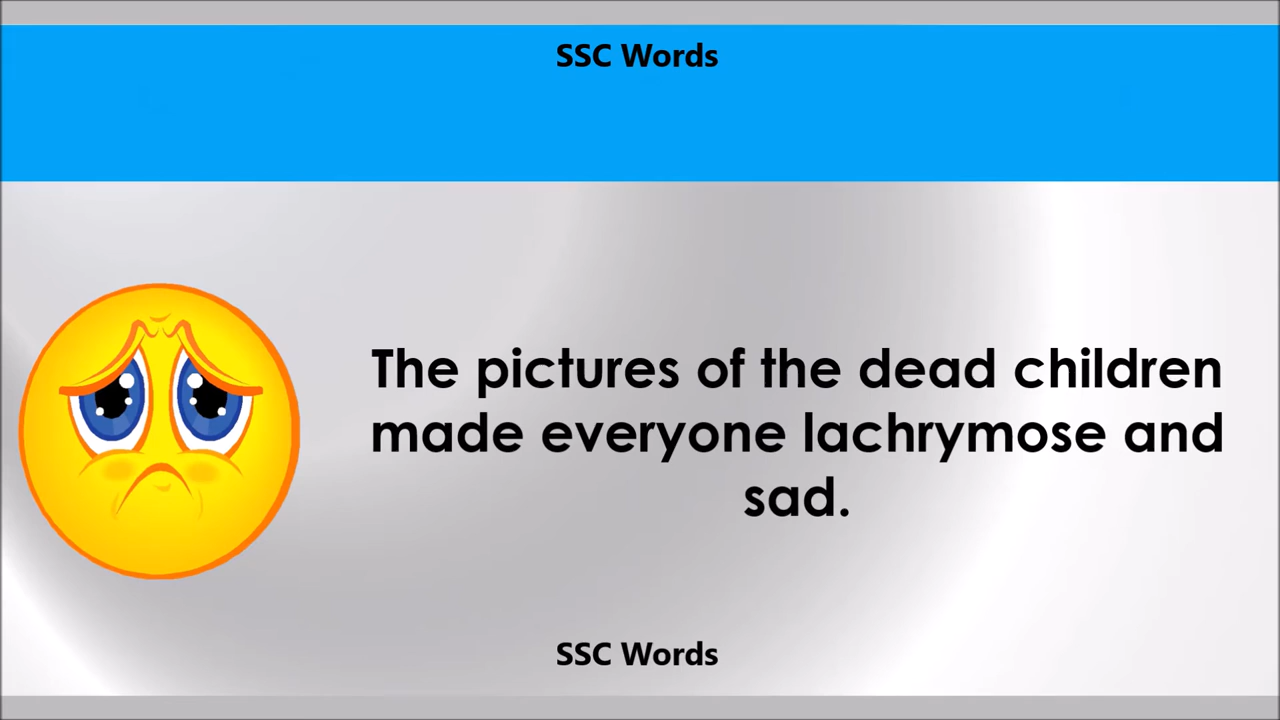 SSC Words
The pictures of the dead children
made everyone lachrymose and
sad.
SSC Words